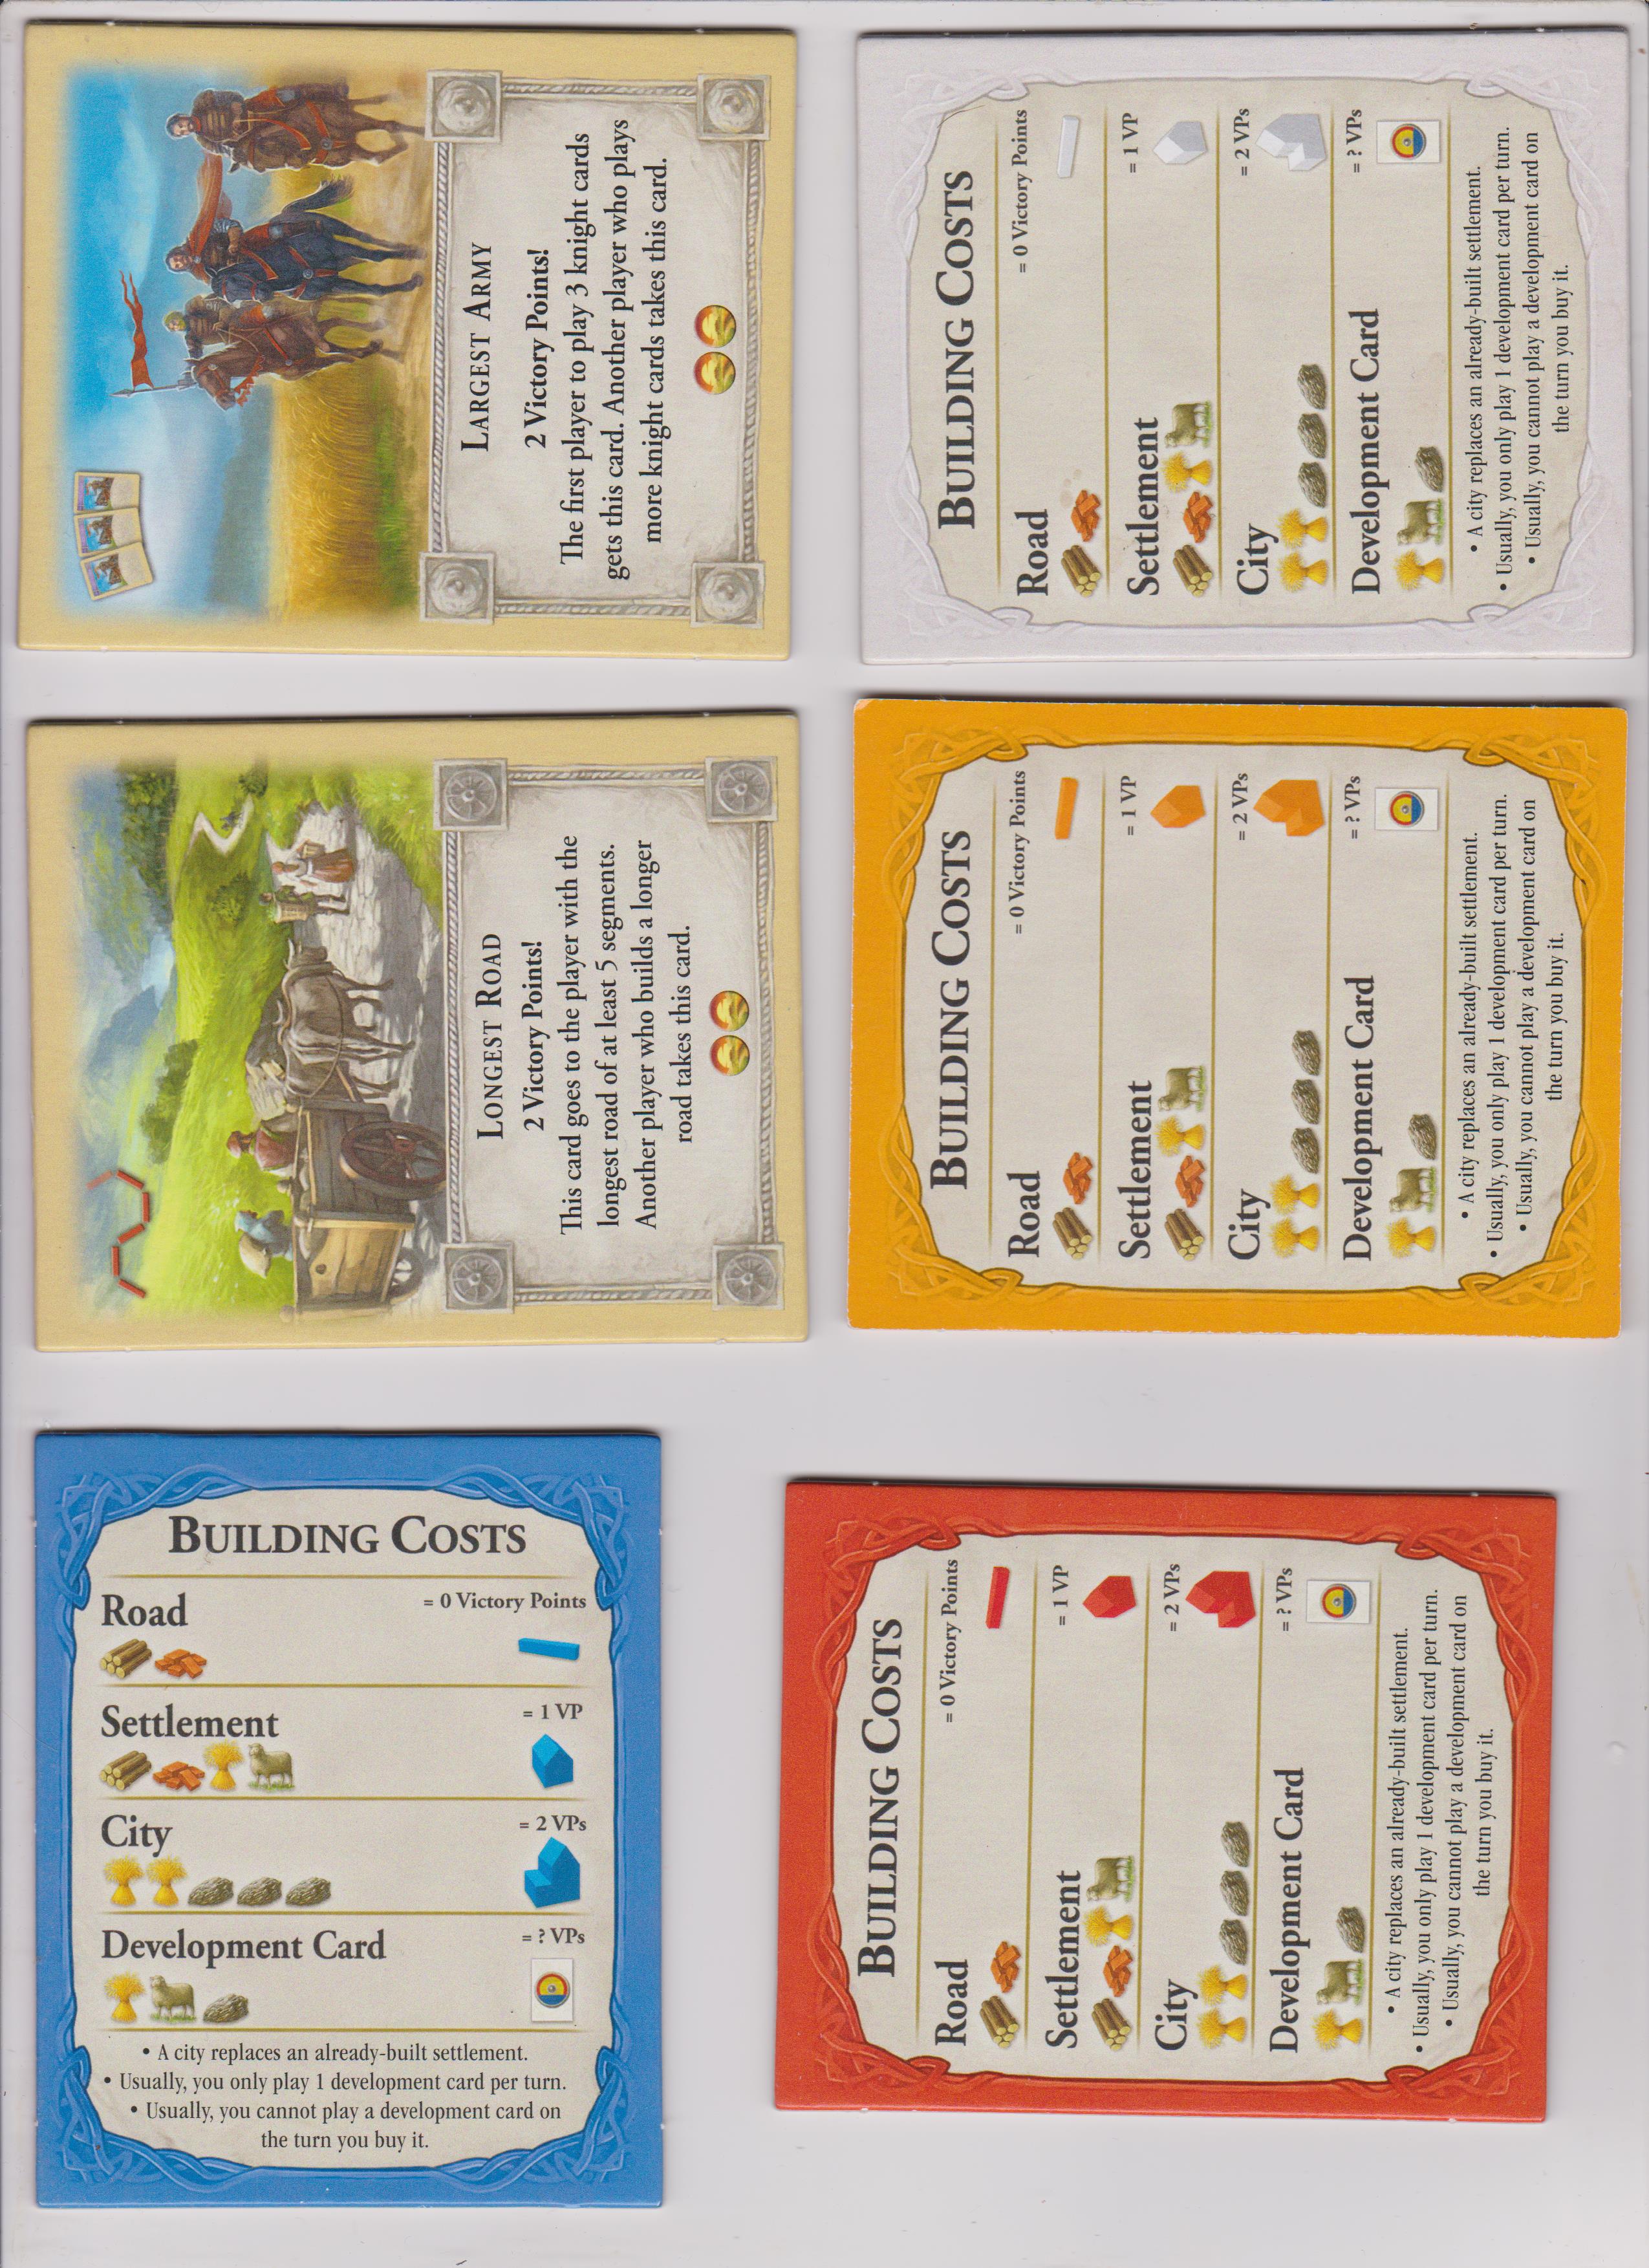 LARGEST ARMY
2 Victory Points!
The first player to play 3 knight cards
gets this card. Another player who plays
more knight cards takes this card.
BUILDING COSTS
Road
= 0 Victory Points
Settlement
= 1 VP
City
= 2 VPs
Development Card
= ? VPs
• A city replaces an already-built settlement.
• Usually, you only play 1 development card per turn.
• Usually, you cannot play a development card on
the turn you buy it.
LONGEST ROAD
2 Victory Points!
This card goes to the player with the
longest road of at least 5 segments.
Another player who builds a longer
road takes this card.
BUILDING COSTS
Road
= 0 Victory Points
Settlement
= 1 VP
City
= 2 VPs
Development Card
= ? VPs
• A city replaces an already-built settlement.
• Usually, you only play 1 development card per turn.
• Usually, you cannot play a development card on
the turn you buy it.
BUILDING COSTS
Road
= 0 Victory Points
Settlement
= 1 VP
City
= 2 VPs
Development Card
= ? VPs
• A city replaces an already-built settlement.
• Usually, you only play 1 development card per turn.
• Usually, you cannot play a development card on
the turn you buy it.
BUILDING COSTS
Road
= 0 Victory Points
Settlement
= 1 VP
City
= 2 VPs
Development Card
= ? VPs
• A city replaces an already-built settlement.
• Usually, you only play 1 development card per turn.
• Usually, you cannot play a development card on
the turn you buy it.